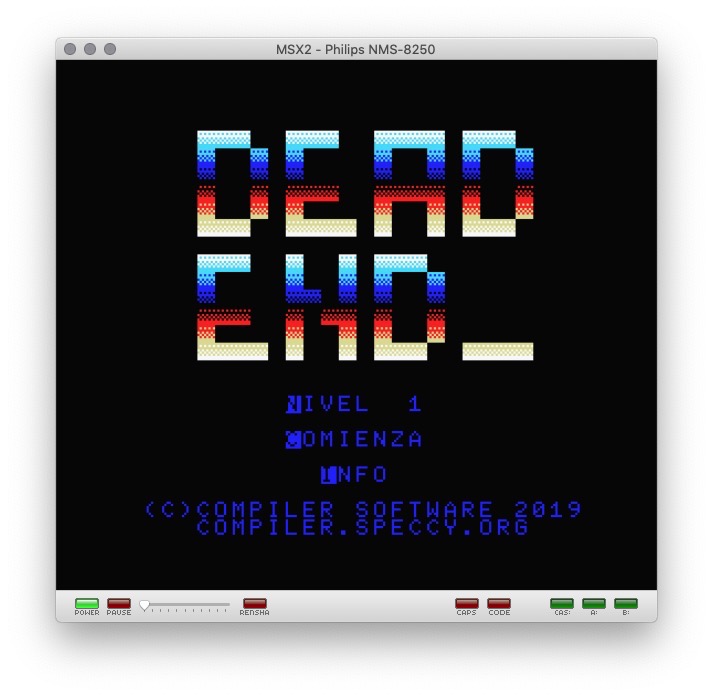 MSX2 - Philips NMS-8250
DEAD
END_
NIVEL 1
COMIENZA
INFO
(C)COMPILER SOFTWARE 2019
COMPILER.SPECCY.ORG
POWER PAUSE RENSHA CAPS CODE CAS: A: B: